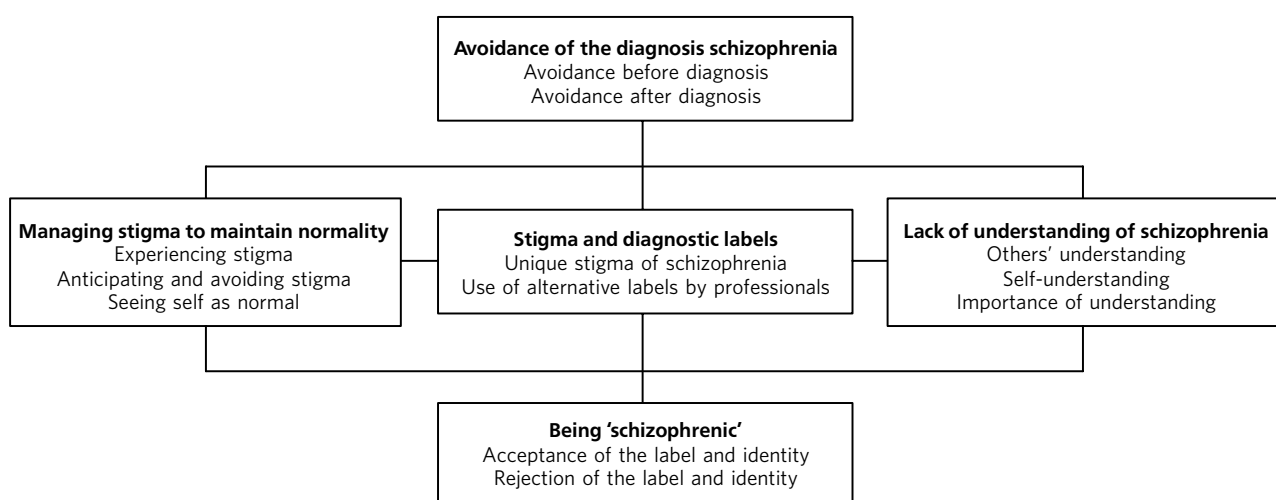 Avoidance of the diagnosis schizophrenia
Avoidance before diagnosis
Avoidance after diagnosis
Managing stigma to maintain normality
Experiencing stigma
Anticipating and avoiding stigma
Seeing self as normal
Stigma and diagnostic labels
Unique stigma of schizophrenia
Use of alternative labels by professionals
Lack of understanding of schizophrenia
Others’ understanding
Self-understanding
Importance of understanding
Being ‘schizophrenic’
Acceptance of the label and identity
Rejection of the label and identity